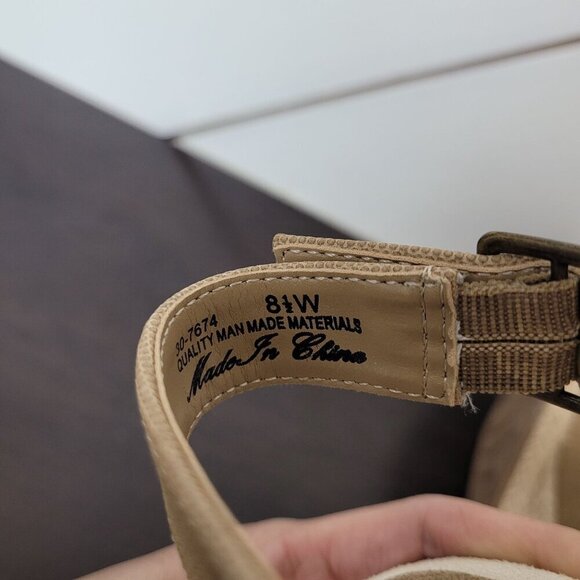 8½W
30-7674
QUALITY MAN MADE MATERIALS
Made In China